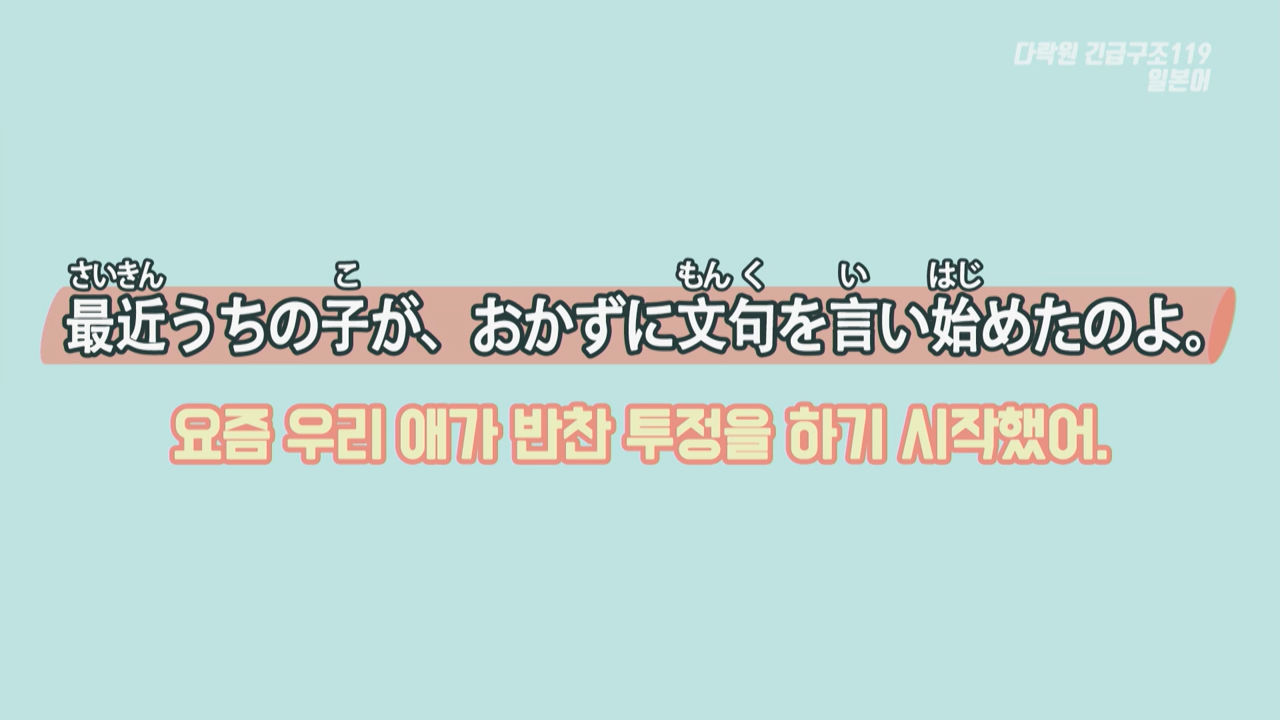 다락원 긴급구조119
일본어
さいきん こ もんく い はじ
最近うちの子が、おかずに文句を言い始めたのよ。
요즘 우리 애가 반찬 투정을 하기 시작했어.